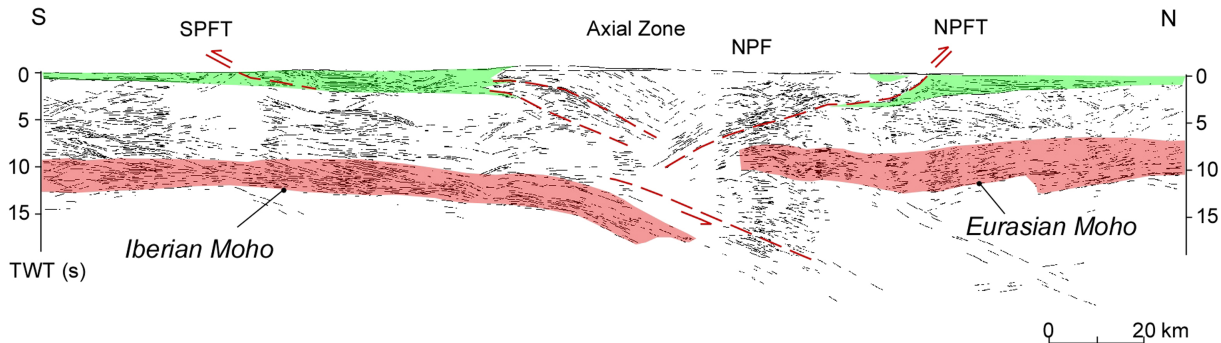 S
N
Axial Zone
SPFT
NPFT
NPF
0
5
10
15
TWT (s)
0
5
10
15
Iberian Moho
Eurasian Moho
0 20 km